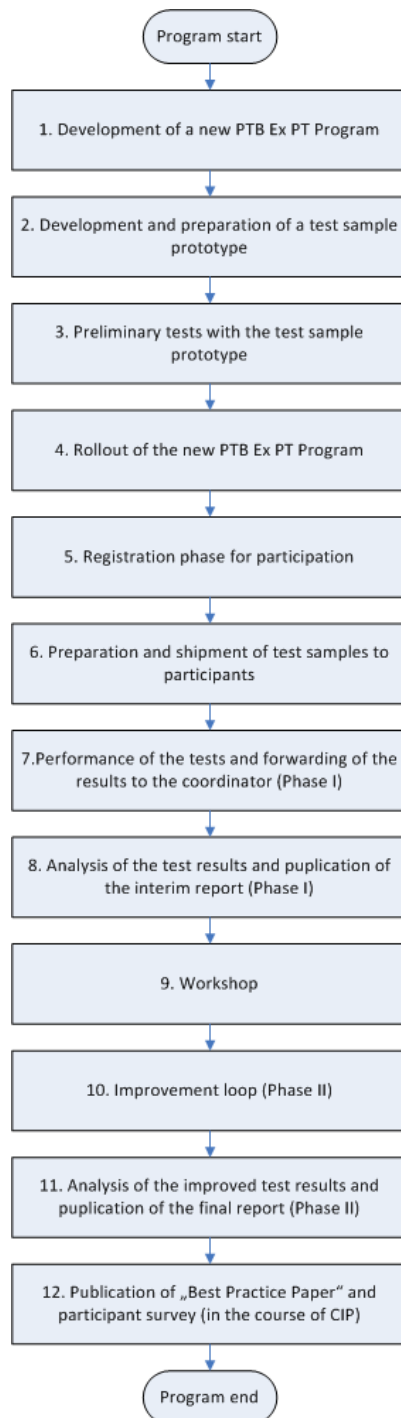 Program start
1. Development of a new PTB Ex PT Program
2. Development and preparation of a test sample
prototype
3. Preliminary tests with the test sample
prototype
4. Rollout of the new PTB Ex PT Program
5. Registration phase for participation
6. Preparation and shipment of test samples to
participants
7.Performance of the tests and forwarding of the
results to the coordinator (Phase I)
8. Analysis of the test results and puplication of
the interim report (Phase I)
9. Workshop
10. Improvement loop (Phase II)
11. Analysis of the improved test results and
puplication of the final report (Phase II)
12. Publication of „Best Practice Paper“ and
participant survey (in the course of CIP)
Program end